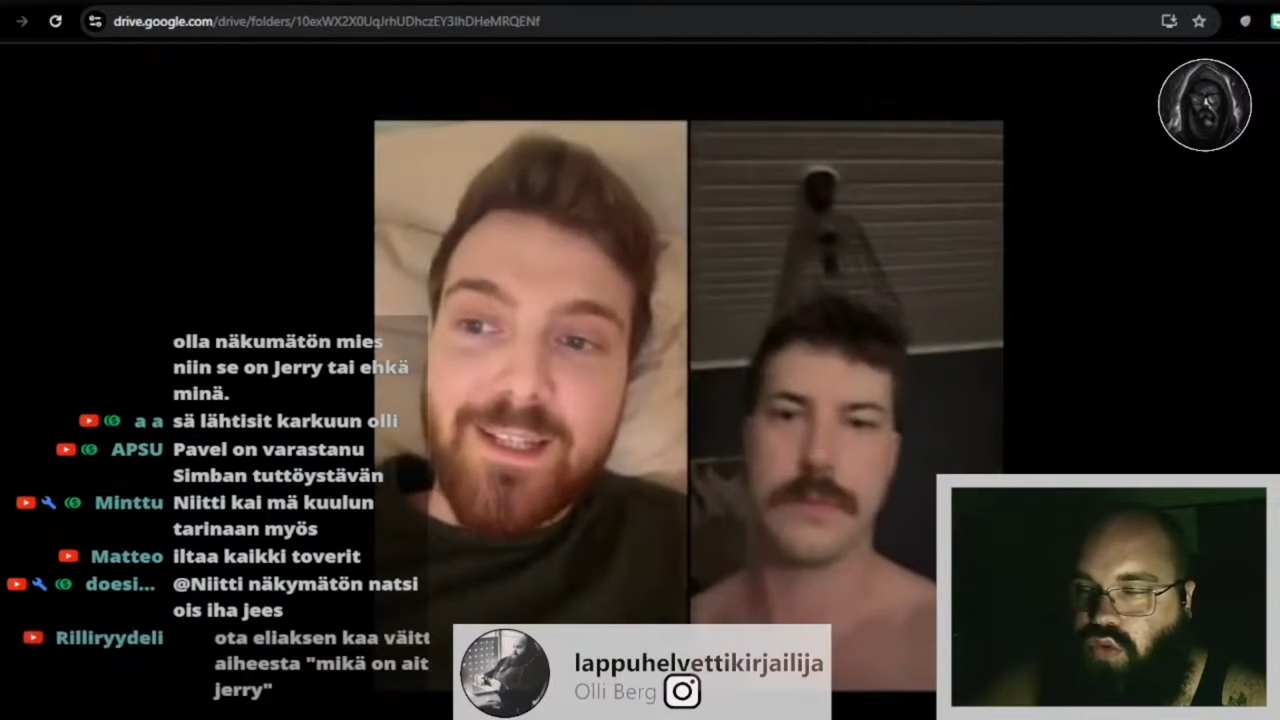 drive.google.com/drive/folders/10exWX2X0UqJrhUDhczEY3IhDHeMRQENf
olla näkumätön mies
niin se on Jerry tai ehkä
minä.
a a sä lähtisit karkuun olli
APSU Pavel on varastanu
Simban tuttöystävän
Minttu Niitti kai mä kuulun
tarinaan myös
Matteo iltaa kaikki toverit
doesi... @Niitti näkymätön natsi
ois iha jees
Rilliryydeli ota eliaksen kaa väitt
aiheesta "mikä on ait
jerry"
lappuhelvettikirjailija
Olli Berg